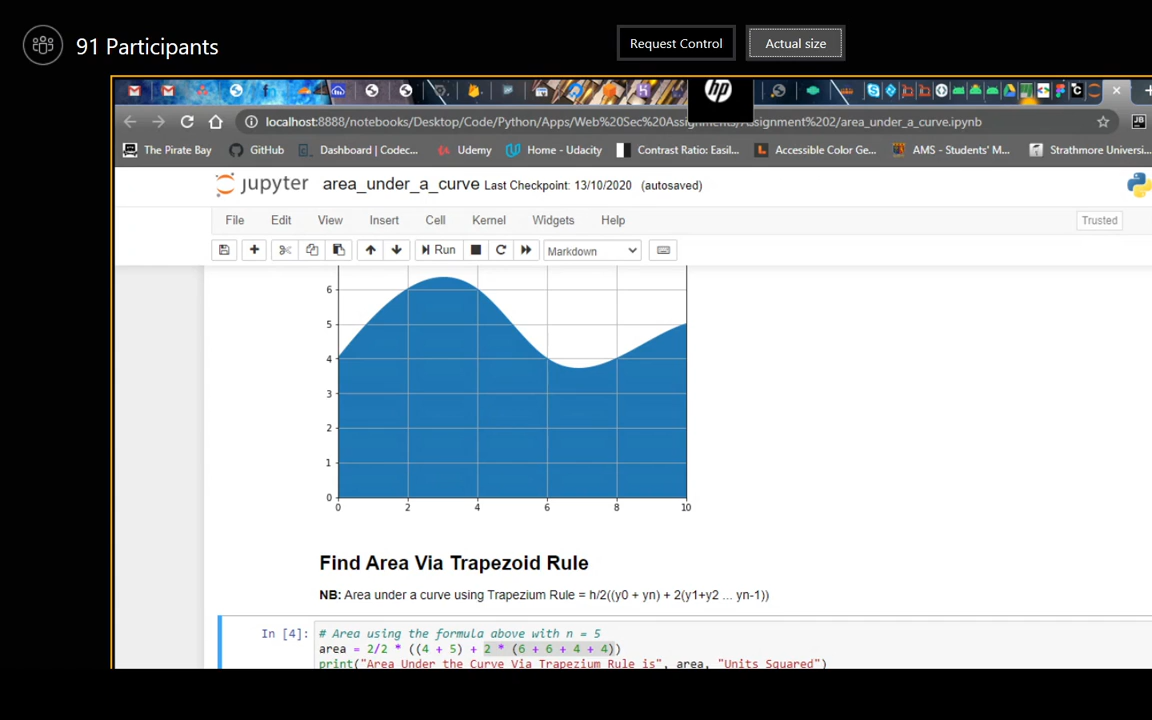 91 Participants
Request Control
Actual size
hp
localhost:8888/notebooks/Desktop/Code/Python/Apps/Web%20Sec%20Assignments/Assignment%202/area_under_a_curve.ipynb
JB
The Pirate Bay
GitHub
Dashboard | Codec...
Udemy
Home - Udacity
Contrast Ratio: Easil...
Accessible Color Ge...
AMS - Students' M...
Strathmore Universi...
jupyter area_under_a_curve Last Checkpoint: 13/10/2020 (autosaved)
File Edit View Insert Cell Kernel Widgets Help
Trusted
Run
Markdown
6
5
4
3
2
1
0
0 2 4 6 8 10
Find Area Via Trapezoid Rule
NB: Area under a curve using Trapezium Rule = h/2((y0 + yn) + 2(y1+y2 ... yn-1))
In [4]: # Area using the formula above with n = 5
area = 2/2 * ((4 + 5) + 2 * (6 + 6 + 4 + 4))
print("Area Under the Curve Via Trapezium Rule is", area, "Units Squared")